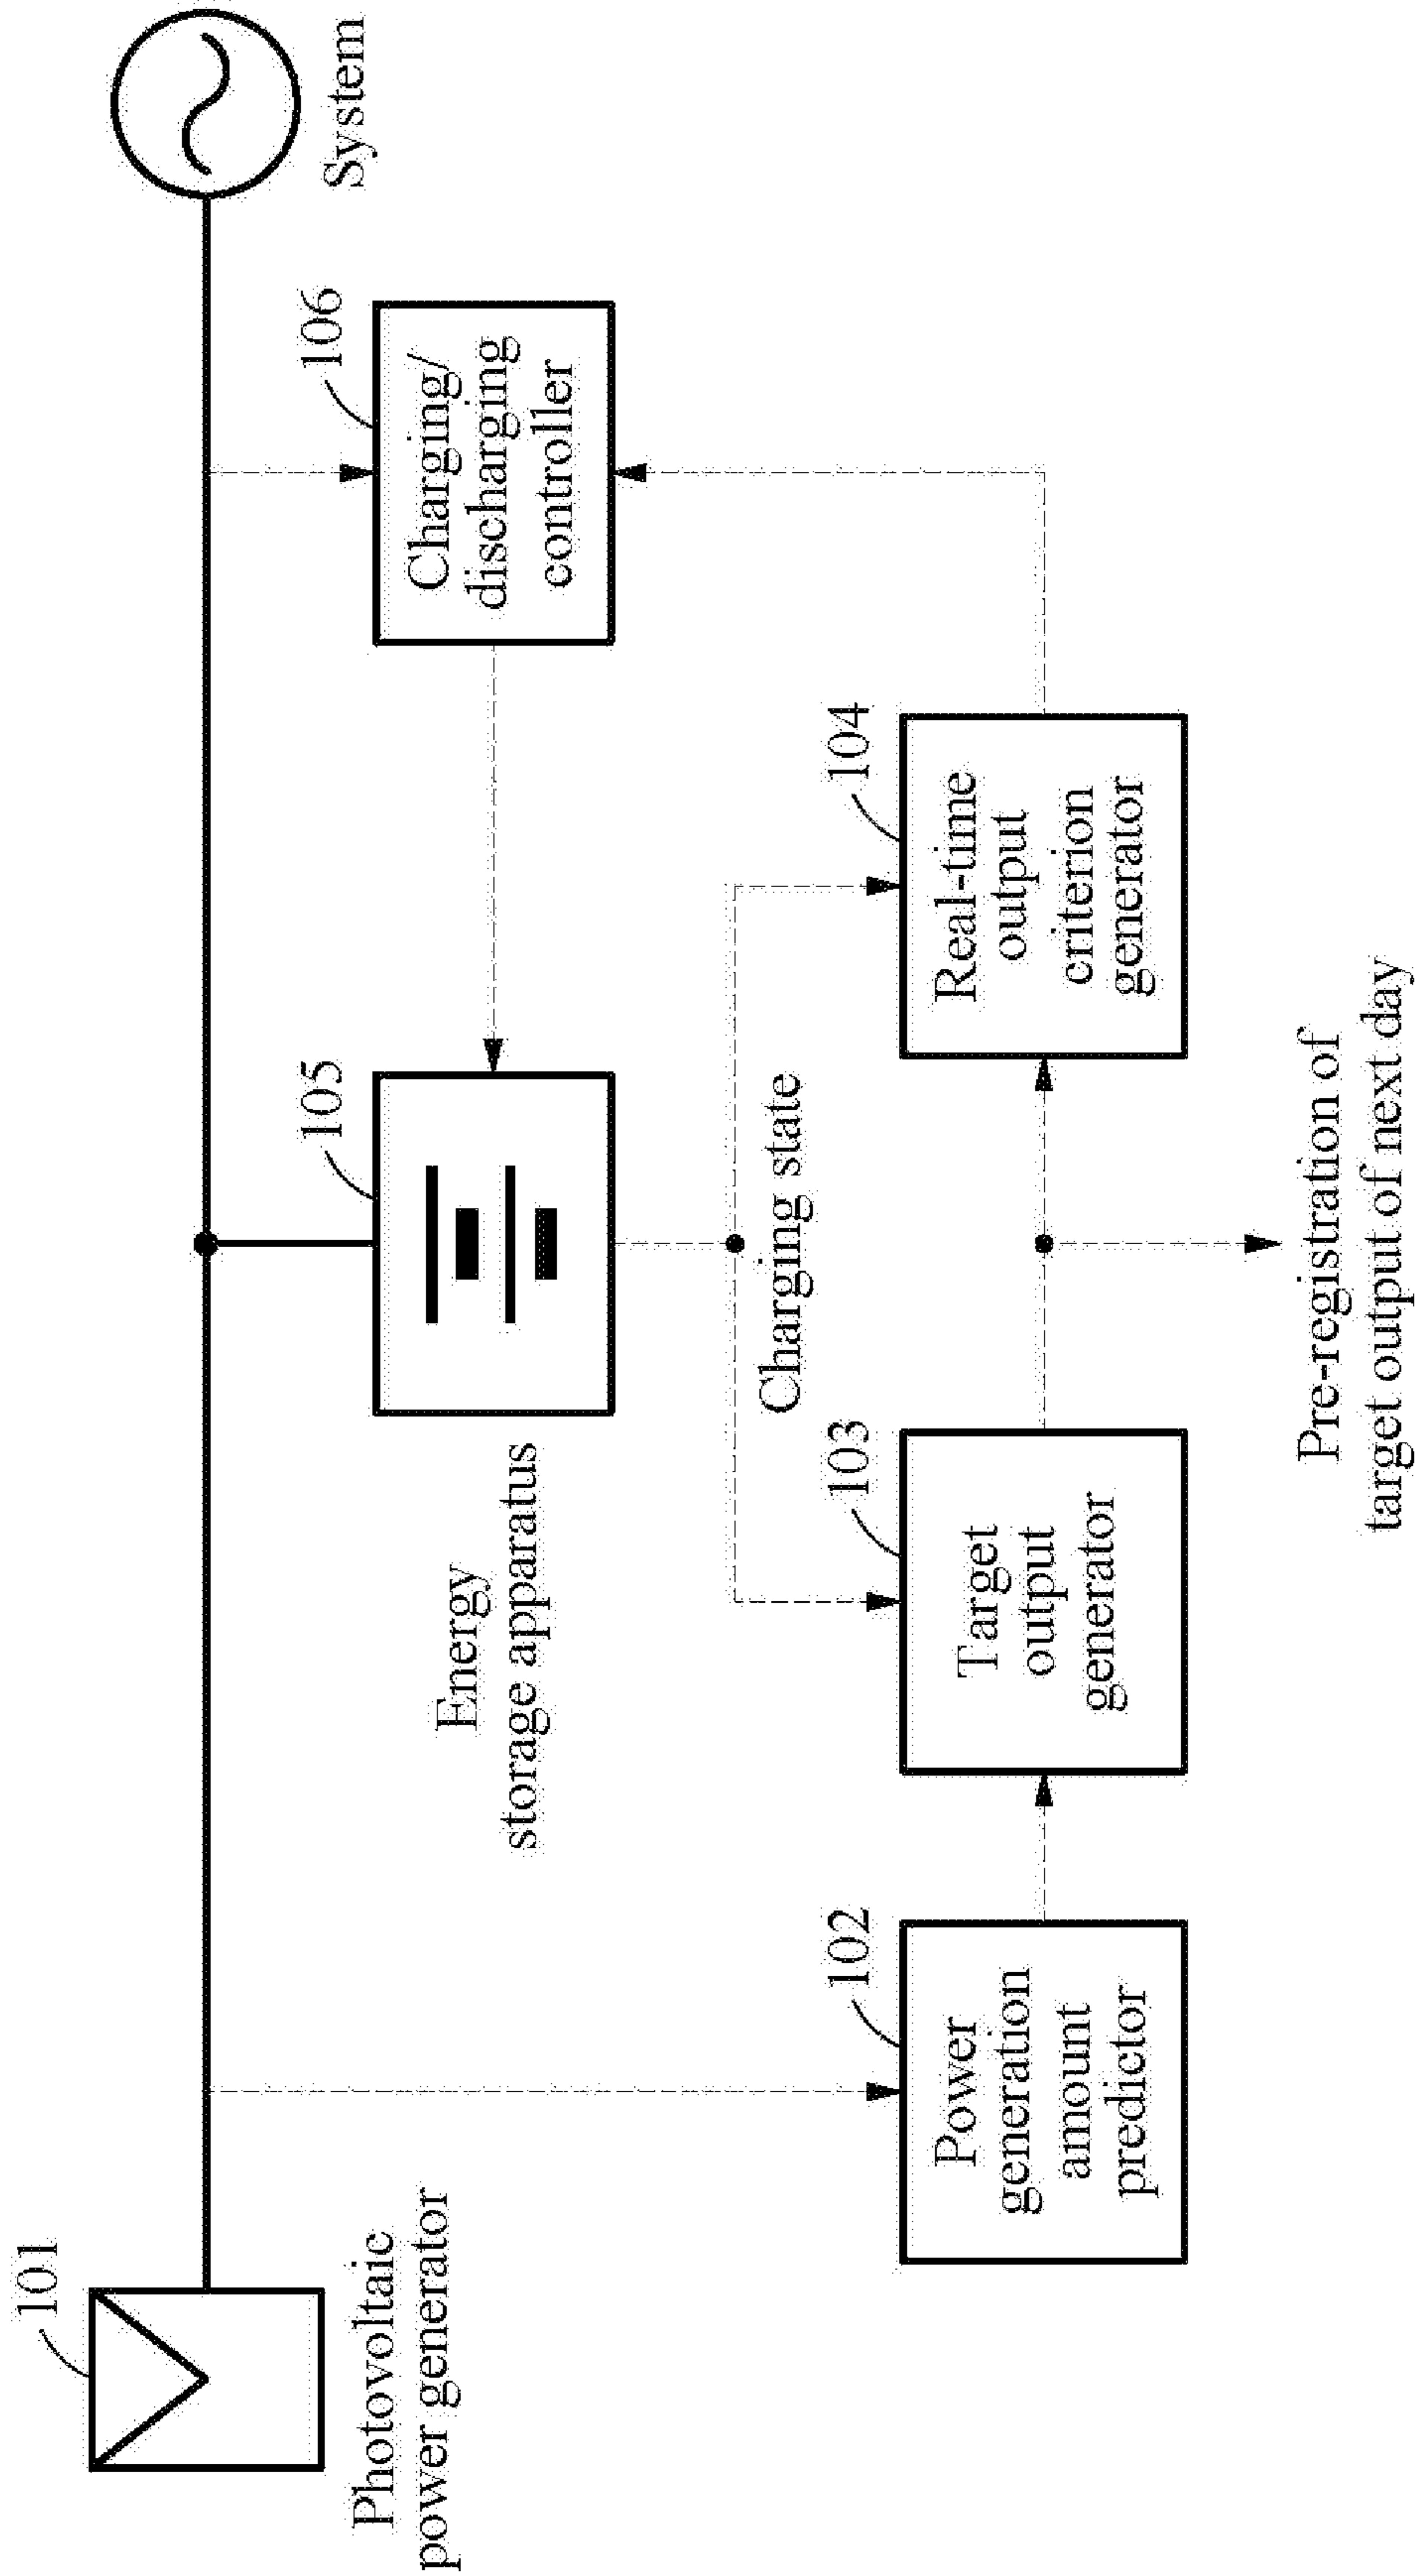 101
Photovoltaic
power generator
System
105
Energy
storage apparatus
106
Charging/
discharging
controller
Charging state
102
Power
generation
amount
predictor
103
Target
output
generator
104
Real-time
output
criterion
generator
Pre-registration of
target output of next day